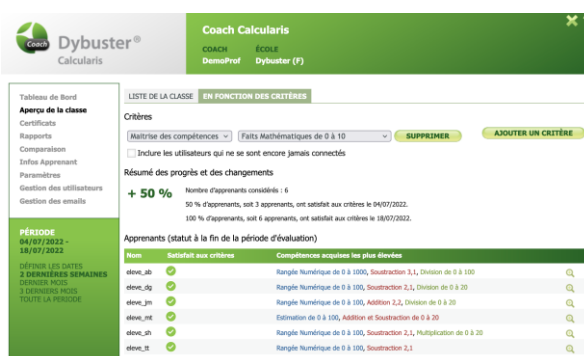 Coach
Dybuster®
Calcularis
Coach Calcularis
COACH ÉCOLE
DemoProf Dybuster (F)
Tableau de Bord
Aperçu de la classe
Certificats
Rapports
Comparaison
Infos Apprenant
Paramètres
Gestion des utilisateurs
Gestion des emails
PÉRIODE
04/07/2022 -
18/07/2022
DÉFINIR LES DATES
2 DERNIÈRES SEMAINES
DERNIER MOIS
3 DERNIERS MOIS
TOUTE LA PERIODE
LISTE DE LA CLASSE EN FONCTION DES CRITÈRES
Critères
Maitrise des compétences Faits Mathématiques de 0 à 10 SUPPRIMER AJOUTER UN CRITÈRE
Inclure les utilisateurs qui ne se sont encore jamais connectés
Résumé des progrès et des changements
+ 50 %
Nombre d'apprenants considérés : 6
50 % d'apprenants, soit 3 apprenants, ont satisfait aux critères le 04/07/2022.
100 % d'apprenants, soit 6 apprenants, ont satisfait aux critères le 18/07/2022.
Apprenants (statut à la fin de la période d'évaluation)
Nom Satisfait aux critères Compétences acquises les plus élevées
eleve_ab Rangée Numérique de 0 à 1000, Soustraction 3,1, Division de 0 à 100
eleve_dg Rangée Numérique de 0 à 100, Soustraction 2,1, Division de 0 à 20
eleve_jm Rangée Numérique de 0 à 100, Addition 2,2, Division de 0 à 20
eleve_mt Estimation de 0 à 100, Addition et Soustraction de 0 à 20
eleve_sh Rangée Numérique de 0 à 100, Soustraction 2,1, Multiplication de 0 à 20
eleve_tt Rangée Numérique de 0 à 100, Soustraction 2,1